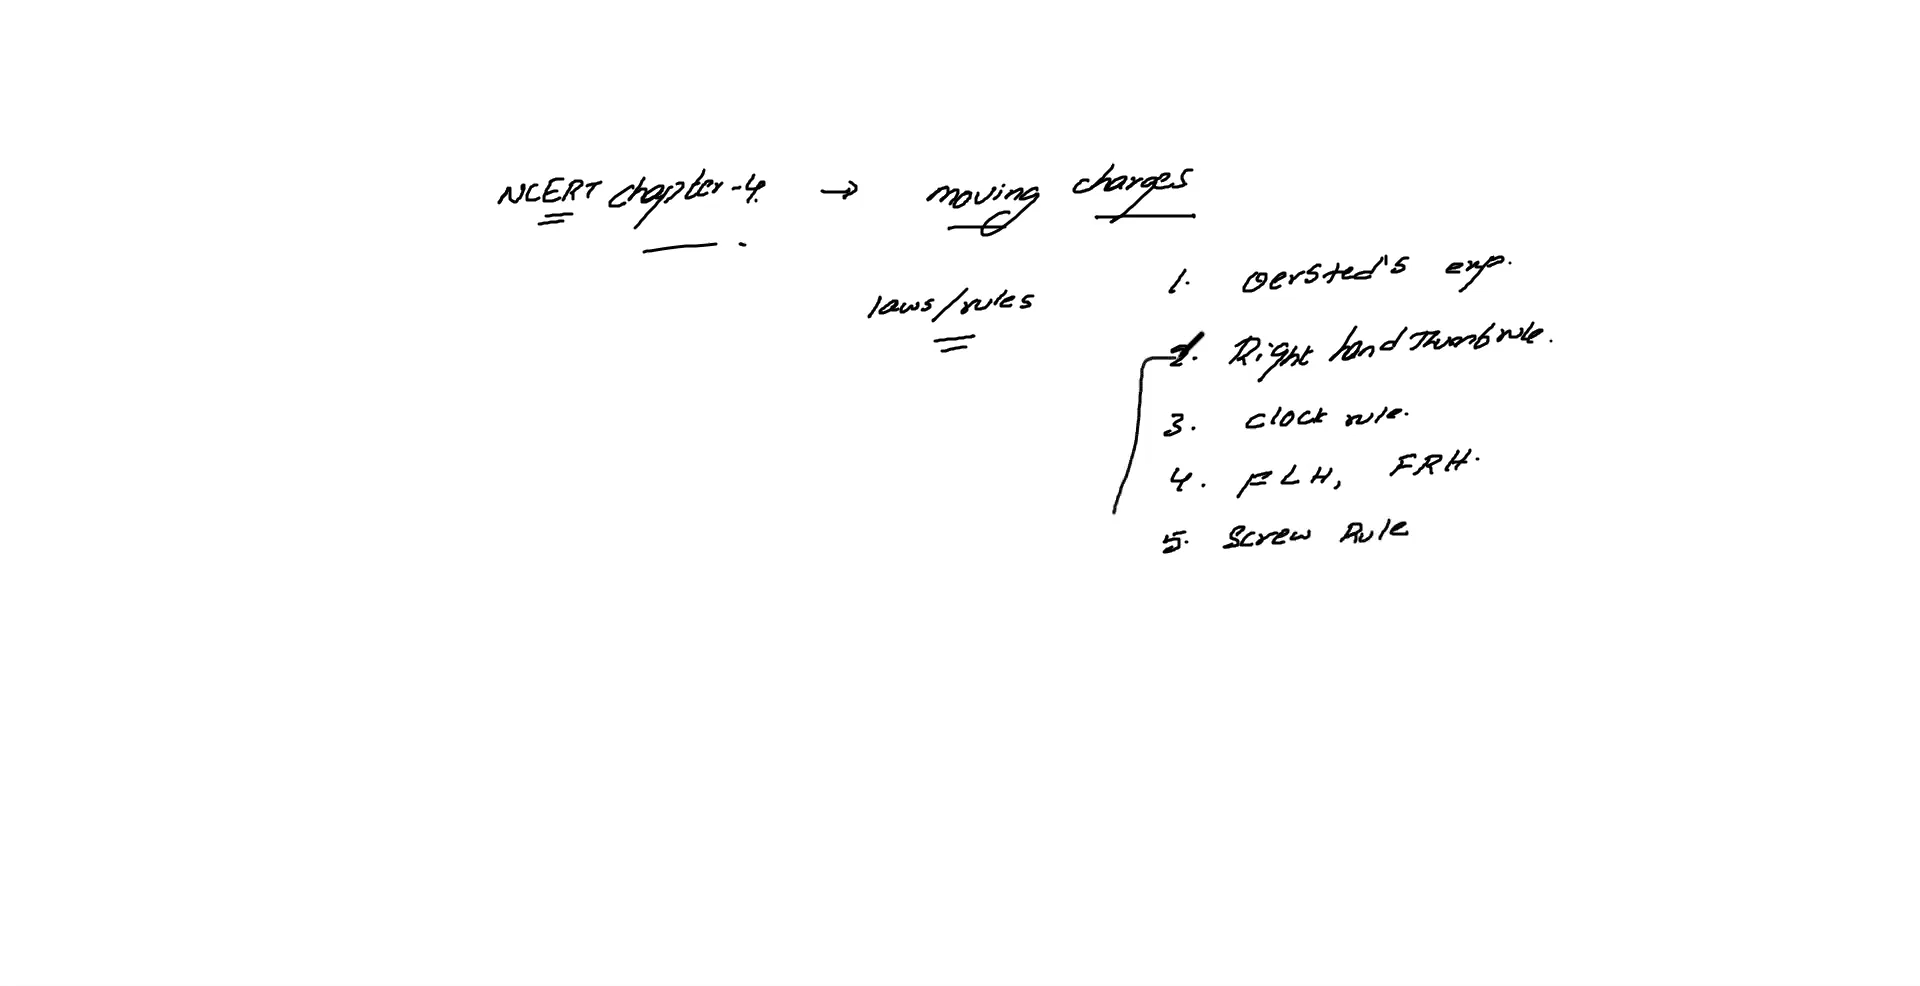 NCERT chapter-4. → moving charges
laws/rules
1. Oersted's exp.
2. Right hand Thumb rule.
3. Clock rule.
4. FLH, FRH.
5. Screw Rule